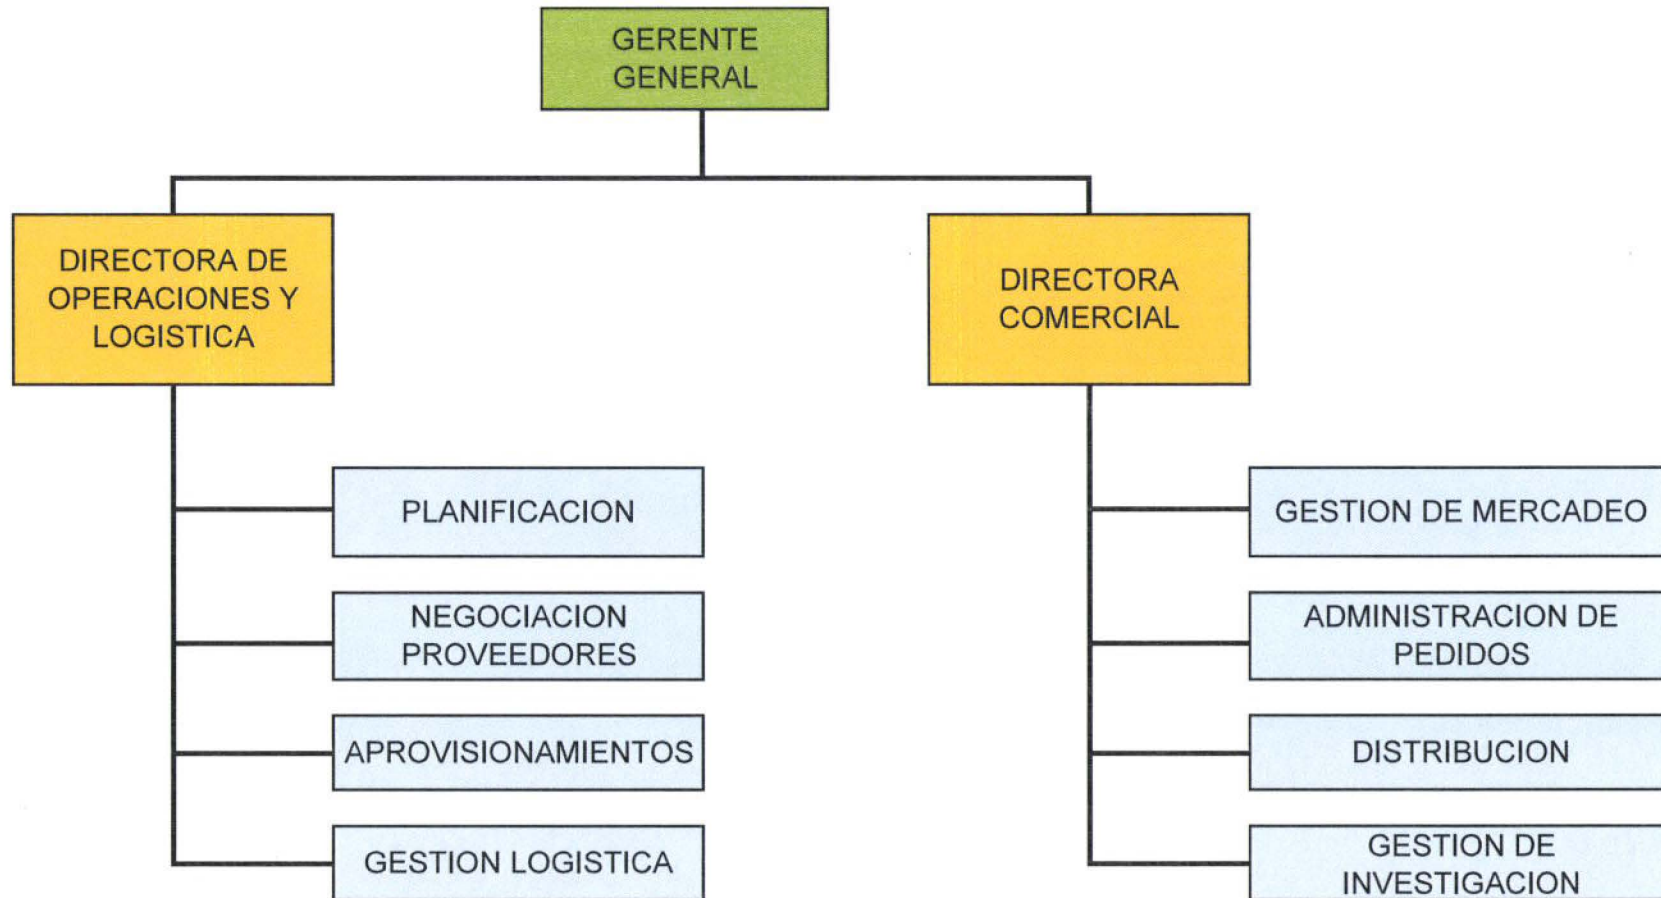 GERENTE
GENERAL
DIRECTORA DE
OPERACIONES Y
LOGISTICA
DIRECTORA
COMERCIAL
PLANIFICACION
NEGOCIACION
PROVEEDORES
APROVISIONAMIENTOS
GESTION LOGISTICA
GESTION DE MERCADEO
ADMINISTRACION DE
PEDIDOS
DISTRIBUCION
GESTION DE
INVESTIGACION